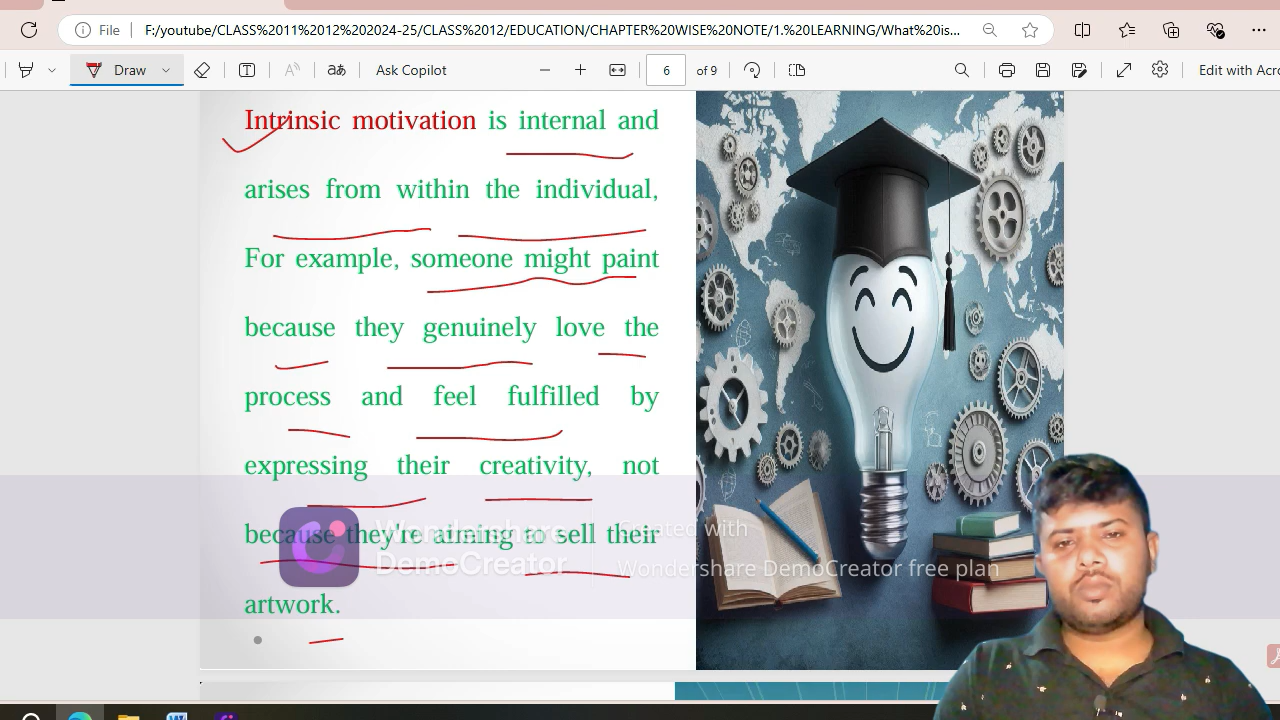 File
F:/youtube/CLASS%2011%2012%202024-25/CLASS%2012/EDUCATION/CHAPTER%20WISE%20NOTE/1.%20LEARNING/What%20is...
Draw
Ask Copilot
6
of 9
Edit with Acro
Intrinsic motivation is internal and
arises from within the individual,
For example, someone might paint
because they genuinely love the
process and feel fulfilled by
expressing their creativity, not
because they're aiming to sell their
artwork.
Wondershare
DemoCreator
Created with
Wondershare DemoCreator free plan